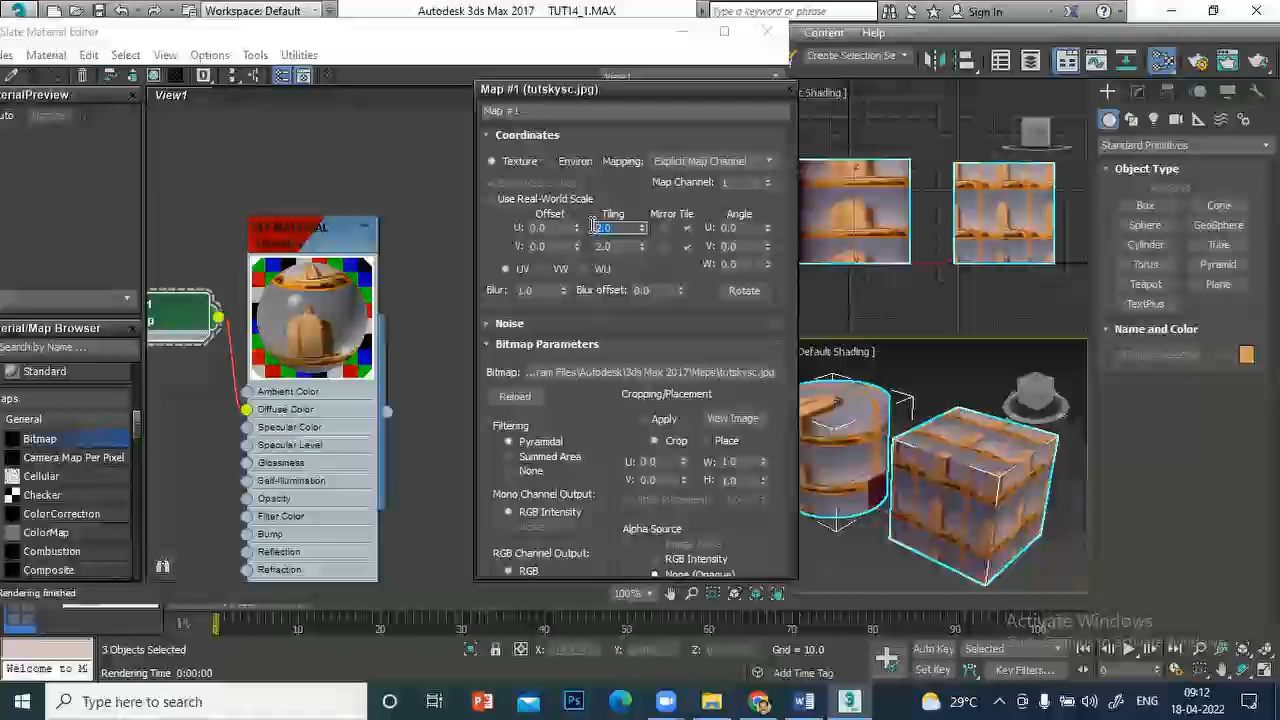 Workspace: Default
Autodesk 3ds Max 2017
TUT14_1.MAX
Type a keyword or phrase
Sign In
Slate Material Editor
Material
Edit
Select
View
Options
Tools
Utilities
Content
Help
Create Selection Se
View1
View1
Map #1 (tutskysc.jpg)
Map #1
Coordinates
Texture
Environ
Mapping:
Explicit Map Channel
Map Channel:
1
Use Real-World Scale
Offset
Tiling
Mirror Tile
Angle
U: 0.0
2.0
U: 0.0
V: 0.0
2.0
V: 0.0
W: 0.0
UV
VW
WU
Blur: 1.0
Blur offset: 0.0
Rotate
Noise
Bitmap Parameters
Bitmap:
...ram Files\Autodesk\3ds Max 2017\Maps\tutskysc.jpg
Reload
Cropping/Placement
Apply
View Image
Filtering
Pyramidal
Summed Area
None
Crop
Place
U: 0.0
W: 1.0
V: 0.0
H: 1.0
Mono Channel Output:
RGB Intensity
Alpha Source
RGB Intensity
None (Opaque)
RGB Channel Output:
RGB
Search by Name ...
Standard
General
Bitmap
Camera Map Per Pixel
Cellular
Checker
ColorCorrection
ColorMap
Combustion
Composite
Ambient Color
Diffuse Color
Specular Color
Specular Level
Glossiness
Self-Illumination
Opacity
Filter Color
Bump
Reflection
Refraction
Rendering finished
100%
Default Shading ]
Standard Primitives
Object Type
Box
Cone
Sphere
Cylinder
Tube
Torus
Pyramid
Teapot
Plane
TextPlus
Name and Color
10
20
30
40
50
60
70
80
90
100
Activate Windows
3 Objects Selected
X:
Y:
Z:
Grid = 10.0
Auto Key
Selected
Welcome to M
Rendering Time 0:00:00
Add Time Tag
Set Key
Key Filters...
0
Type here to search
29°C
ENG
09:12
18-04-2022